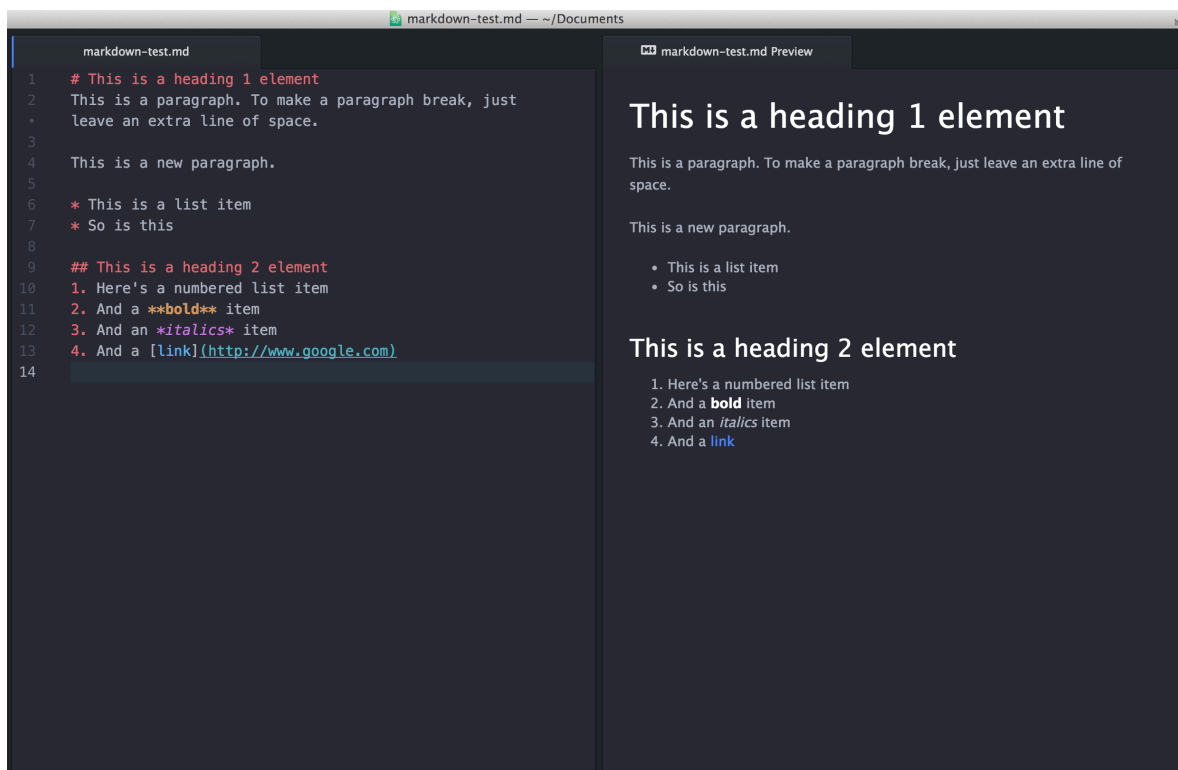 markdown-test.md — ~/Documents
markdown-test.md
1 # This is a heading 1 element
2 This is a paragraph. To make a paragraph break, just
• leave an extra line of space.
3
4 This is a new paragraph.
5
6 * This is a list item
7 * So is this
8
9 ## This is a heading 2 element
10 1. Here's a numbered list item
11 2. And a **bold** item
12 3. And an *italics* item
13 4. And a [link](http://www.google.com)
14
markdown-test.md Preview
This is a heading 1 element
This is a paragraph. To make a paragraph break, just leave an extra line of
space.
This is a new paragraph.
• This is a list item
• So is this
This is a heading 2 element
1. Here's a numbered list item
2. And a bold item
3. And an italics item
4. And a link